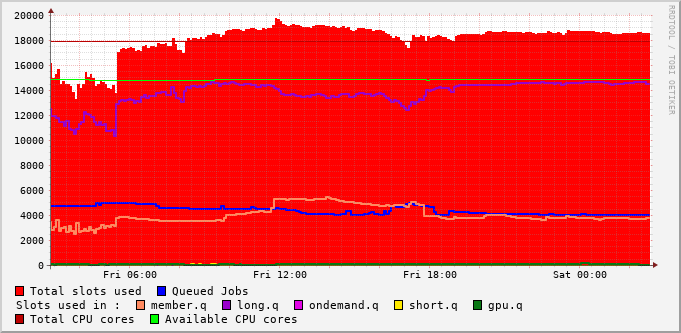 20000
18000
16000
14000
12000
10000
8000
6000
4000
2000
0
Fri 06:00 Fri 12:00 Fri 18:00 Sat 00:00
Total slots used Queued Jobs
Slots used in : member.q long.q ondemand.q short.q gpu.q
Total CPU cores Available CPU cores
RRDTOOL / TOBI OETIKER